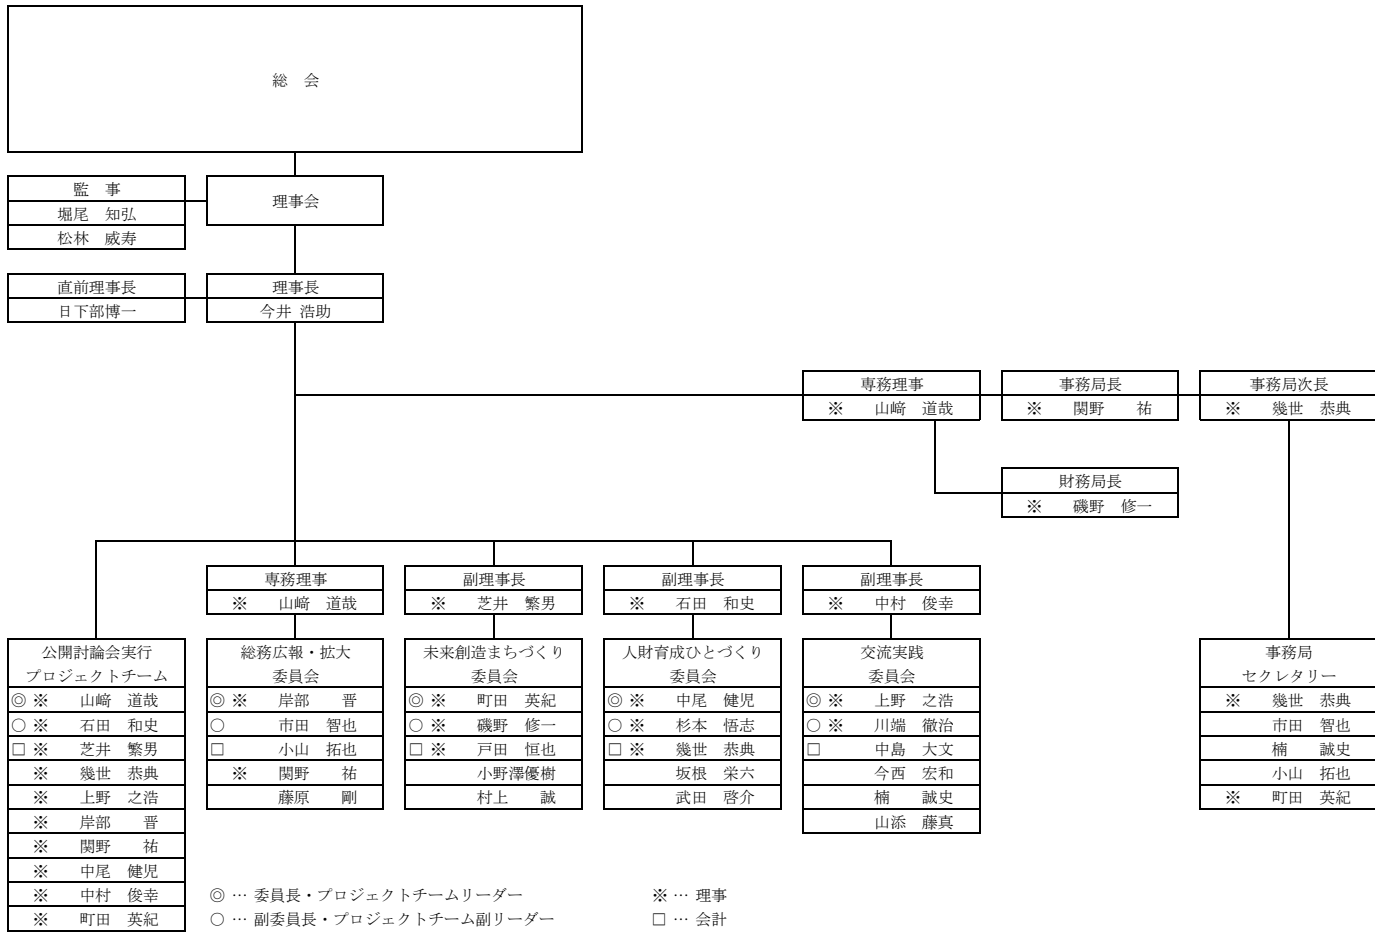 総　会
監　事
堀尾　知弘
松林　威寿
理事会
直前理事長
日下部博一
理事長
今井 浩助
専務理事
※　山﨑　道哉
事務局長
※　関野　　祐
事務局次長
※　幾世　恭典
財務局長
※　磯野　修一
専務理事
※　山﨑　道哉
副理事長
※　芝井　繁男
副理事長
※　石田　和史
副理事長
※　中村　俊幸
公開討論会実行
プロジェクトチーム
◎ ※　山﨑　道哉
○ ※　石田　和史
□ ※　芝井　繁男
※　幾世　恭典
※　上野　之浩
※　岸部　　晋
※　関野　　祐
※　中尾　健児
※　中村　俊幸
※　町田　英紀
総務広報・拡大
委員会
◎ ※　岸部　　晋
○　市田　智也
□　小山　拓也
※　関野　　祐
藤原　　剛
未来創造まちづくり
委員会
◎ ※　町田　英紀
○ ※　磯野　修一
□ ※　戸田　恒也
小野澤優樹
村上　　誠
人財育成ひとづくり
委員会
◎ ※　中尾　健児
○ ※　杉本　悟志
□ ※　幾世　恭典
坂根　栄六
武田　啓介
交流実践
委員会
◎ ※　上野　之浩
○ ※　川端　徹治
□　中島　大文
今西　宏和
楠　　誠史
山添　藤真
事務局
セクレタリー
※　幾世　恭典
市田　智也
楠　　誠史
小山　拓也
※　町田　英紀
◎ … 委員長・プロジェクトチームリーダー
○ … 副委員長・プロジェクトチーム副リーダー
※ … 理事
□ … 会計